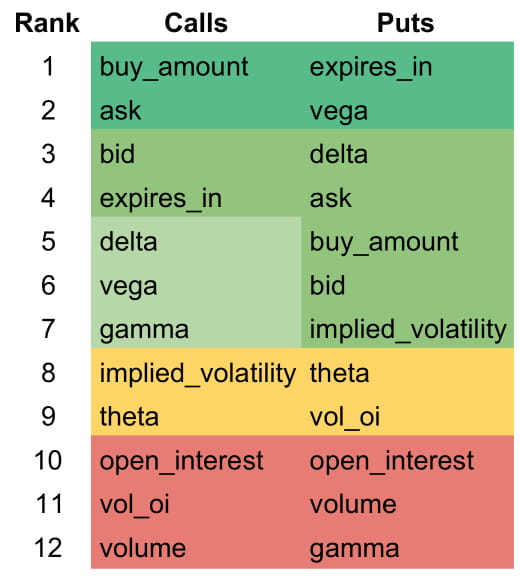 Rank Calls Puts
1 buy_amount expires_in
2 ask vega
3 bid delta
4 expires_in ask
5 delta buy_amount
6 vega bid
7 gamma implied_volatility
8 implied_volatility theta
9 theta vol_oi
10 open_interest open_interest
11 vol_oi volume
12 volume gamma